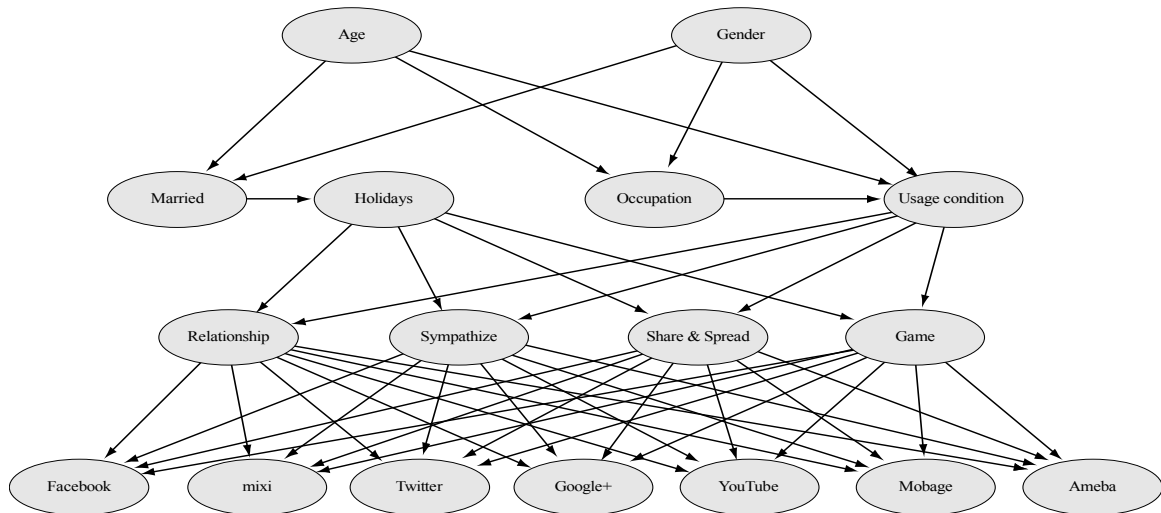 Age
Gender
Married
Holidays
Occupation
Usage condition
Relationship
Sympathize
Share & Spread
Game
Facebook
mixi
Twitter
Google+
YouTube
Mobage
Ameba